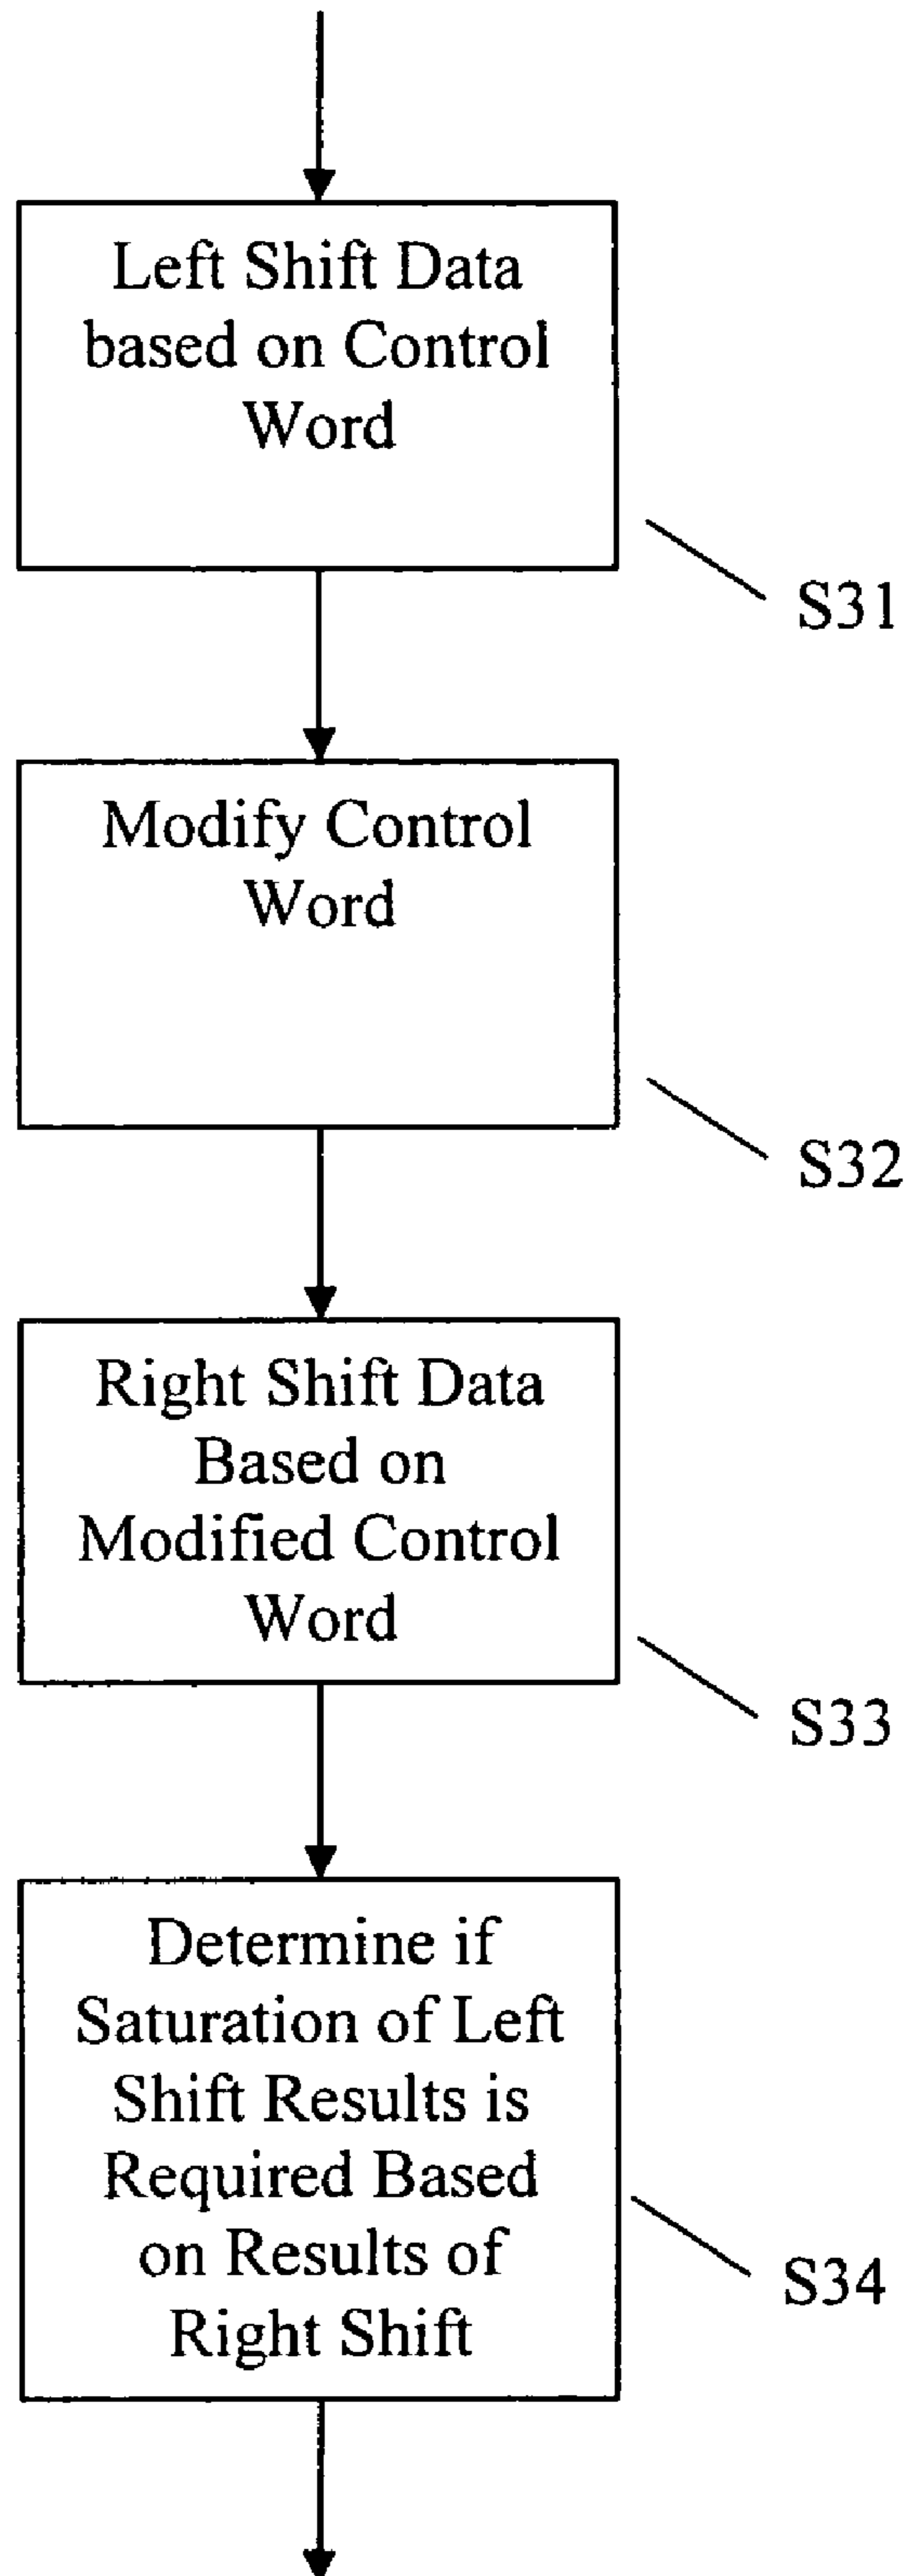 Left Shift Data
based on Control
Word
S31
Modify Control
Word
S32
Right Shift Data
Based on
Modified Control
Word
S33
Determine if
Saturation of Left
Shift Results is
Required Based
on Results of
Right Shift
S34